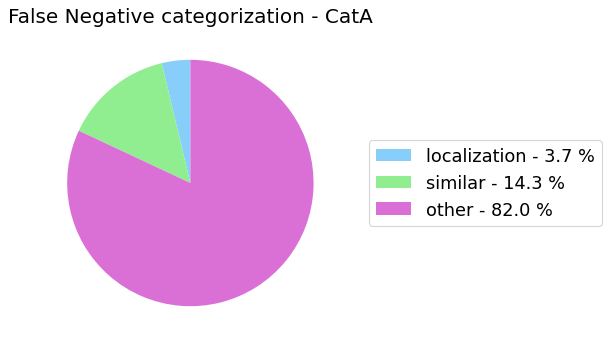 False Negative categorization - CatA
localization - 3.7 %
similar - 14.3 %
other - 82.0 %